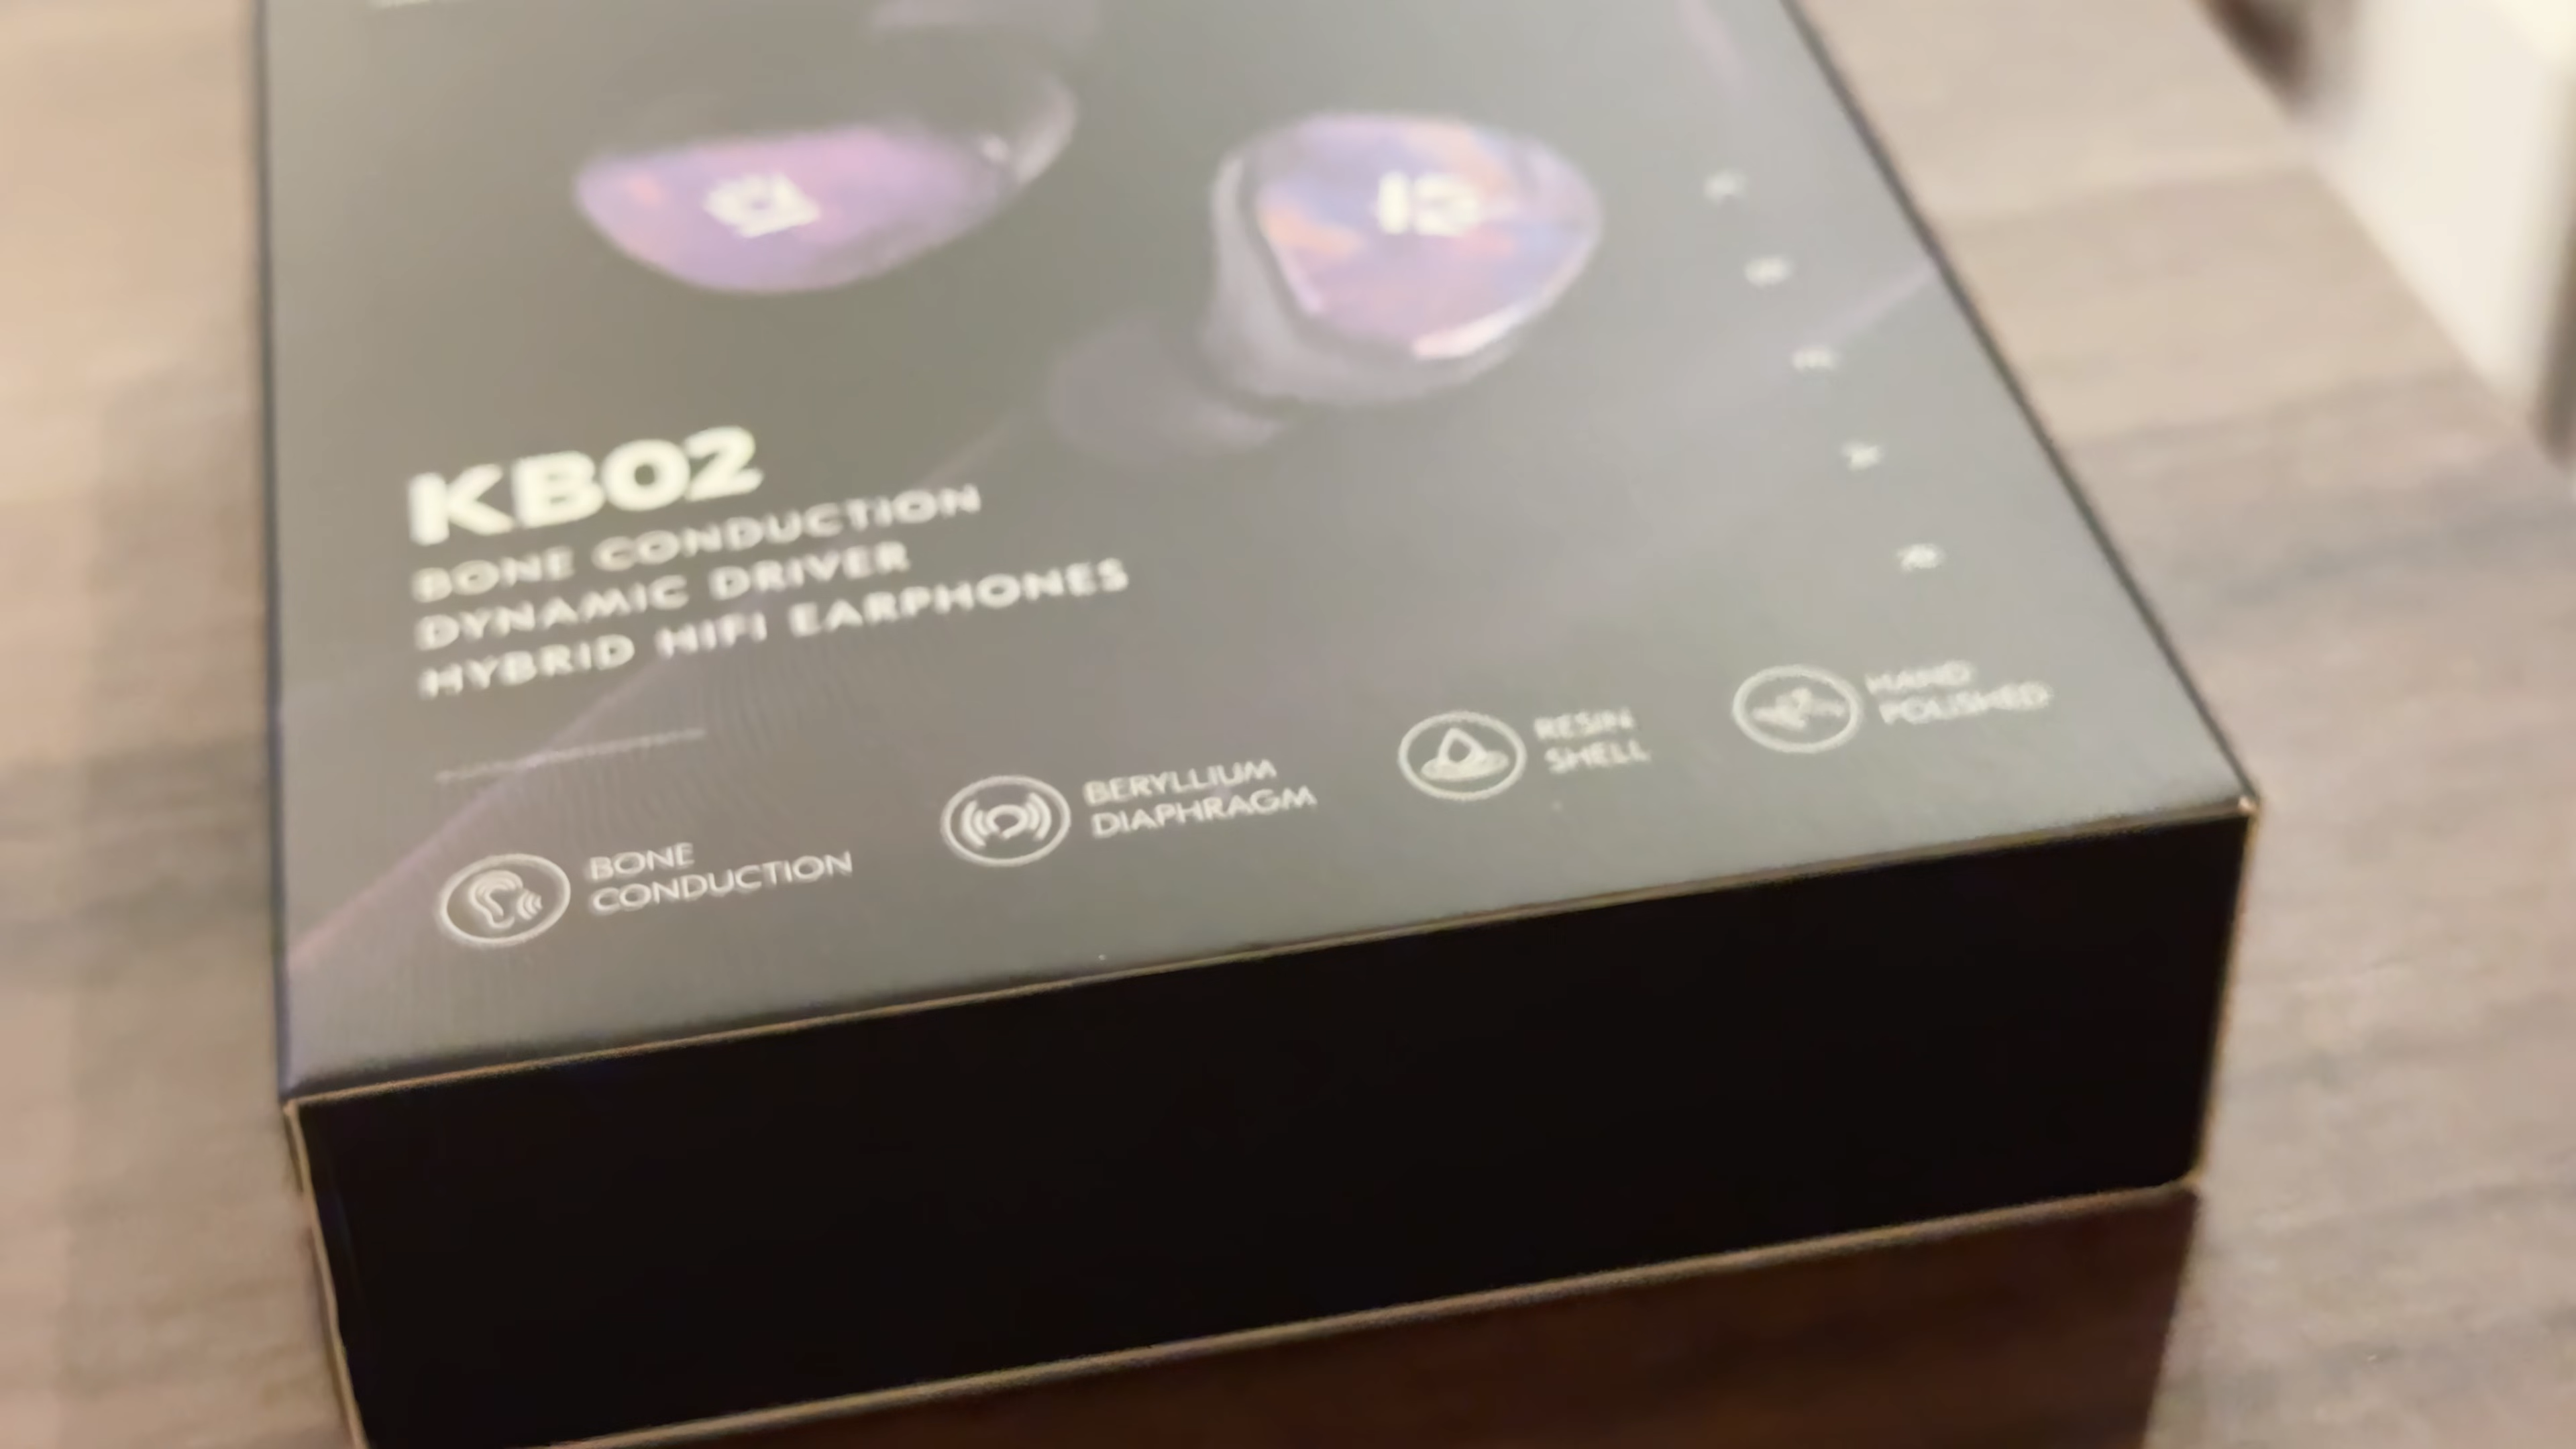 KB02
BONE CONDUCTION
DYNAMIC DRIVER
HYBRID HIFI EARPHONES
BONE
CONDUCTION
BERYLLIUM
DIAPHRAGM
RESIN
SHELL
HAND
POLISHED